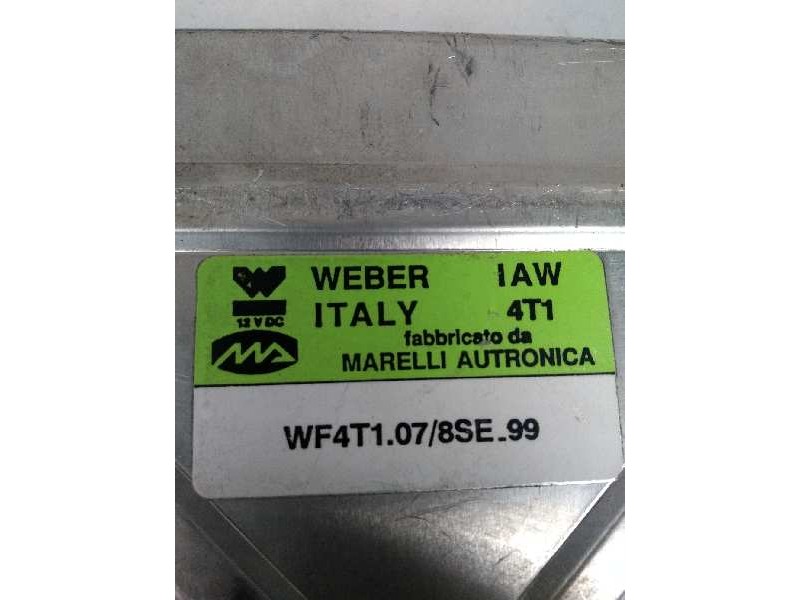 WEBER IAW
ITALY 4T1
12 V DC
fabbricato da
MARELLI AUTRONICA
WF4T1.07/8SE.99